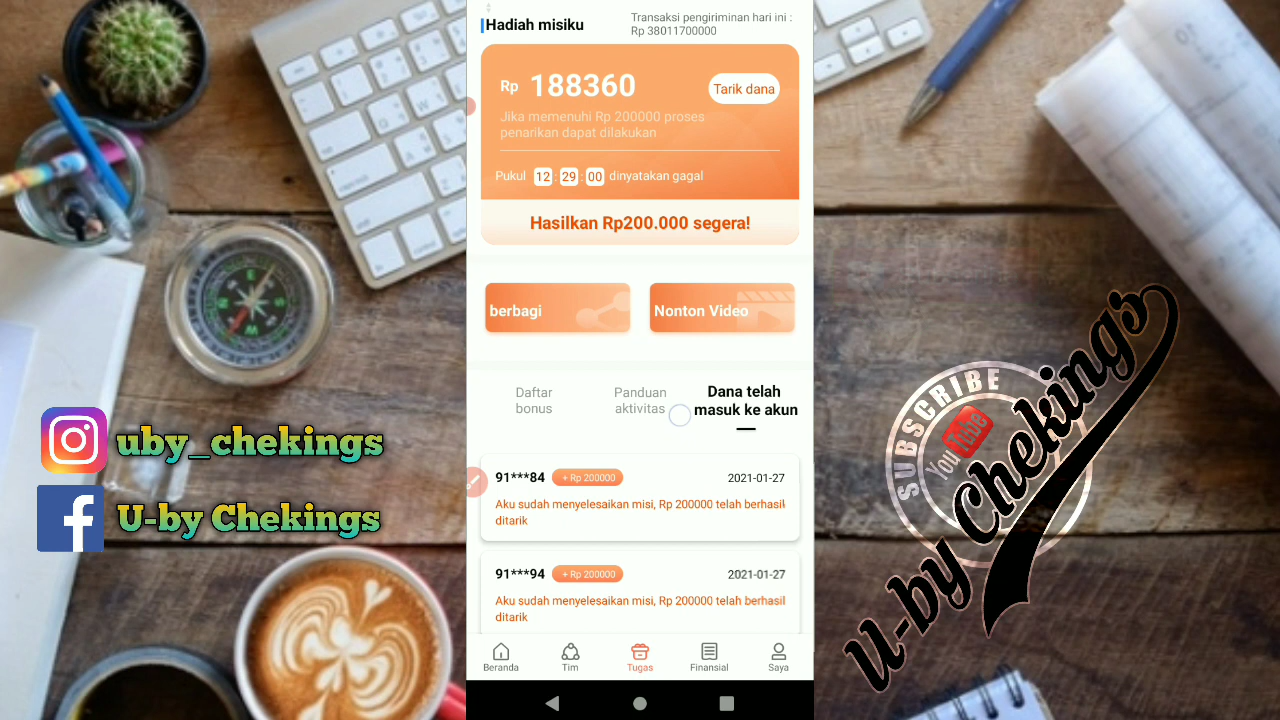 Hadiah misiku
Transaksi pengiriminan hari ini :
Rp 38011700000
Rp 188360
Tarik dana
Jika memenuhi Rp 200000 proses
penarikan dapat dilakukan
Pukul 12 : 29 : 00 dinyatakan gagal
Hasilkan Rp200.000 segera!
berbagi
Nonton Video
Daftar
bonus
Panduan
aktivitas
Dana telah
masuk ke akun
91***84 + Rp 200000 2021-01-27
Aku sudah menyelesaikan misi, Rp 200000 telah berhasil
ditarik
91***94 + Rp 200000 2021-01-27
Aku sudah menyelesaikan misi, Rp 200000 telah berhasil
ditarik
Beranda
Tim
Tugas
Finansial
Saya
uby_chekings
U-by Chekings
SUBSCRIBE
YouTube
U-by Chekings